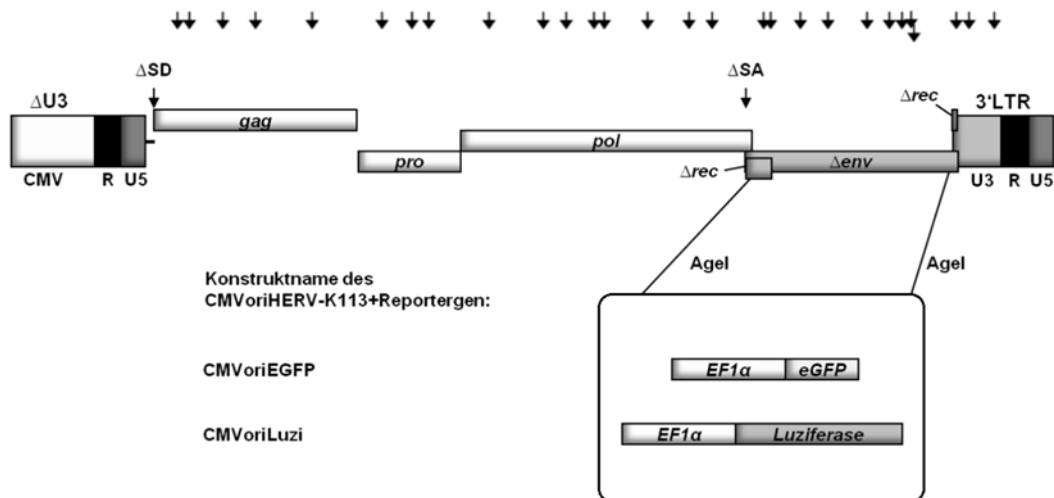 ΔSD
ΔSA
ΔU3
Δrec
3'LTR
gag
pol
pro
Δrec
Δenv
CMV R U5
U3 R U5
AgeI
AgeI
Konstruktname des
CMVoriHERV-K113+Reportergen:
CMVoriEGFP
EF1α eGFP
CMVoriLuzi
EF1α Luziferase